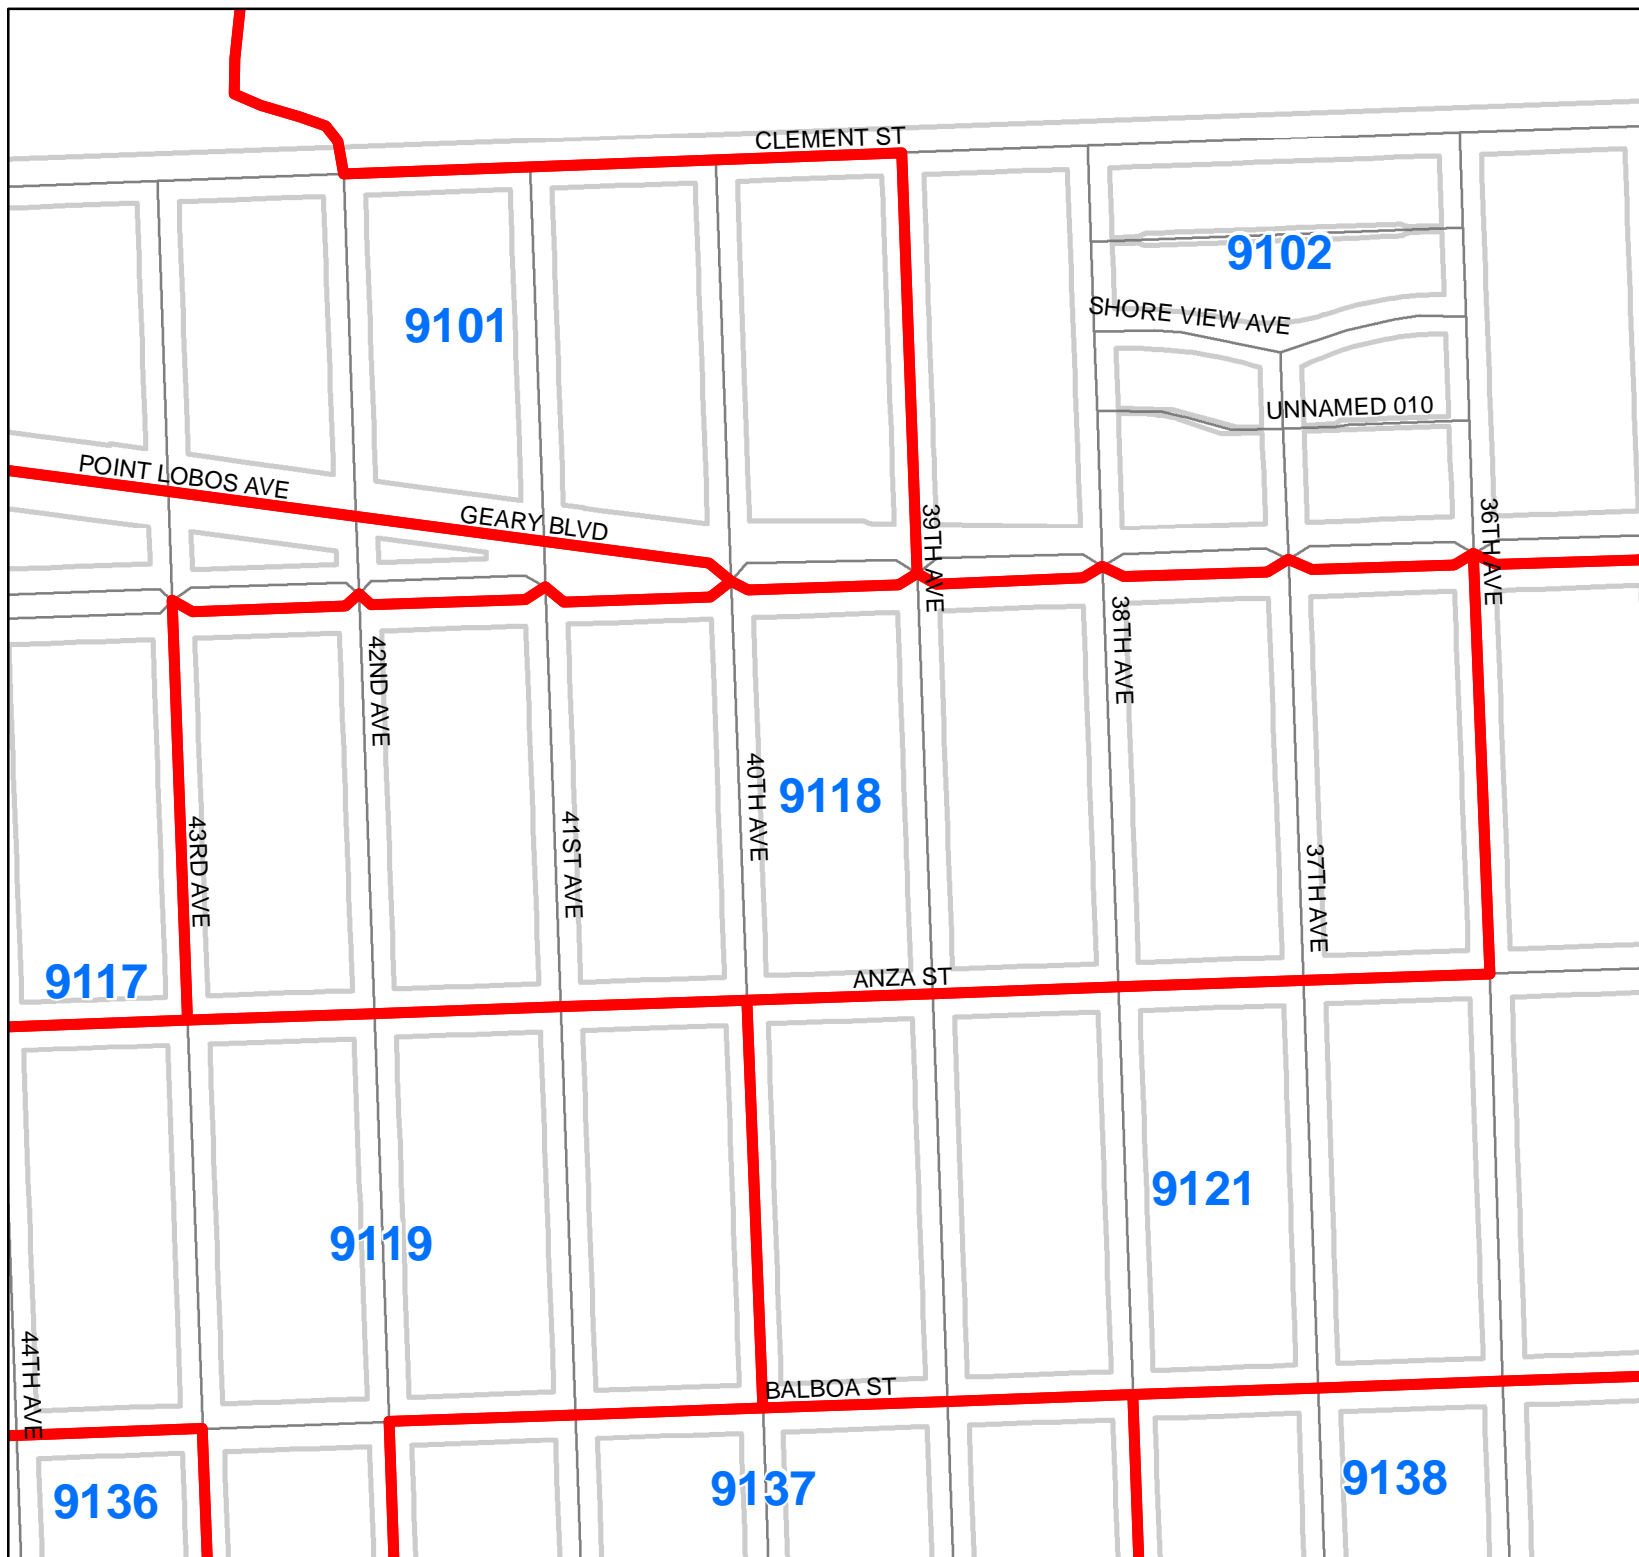 CLEMENT ST
9102
9101
SHORE VIEW AVE
UNNAMED 010
POINT LOBOS AVE
GEARY BLVD
39TH AVE
36TH AVE
38TH AVE
42ND AVE
40TH AVE
9118
43RD AVE
41ST AVE
37TH AVE
9117
ANZA ST
9121
9119
44TH AVE
BALBOA ST
9136
9137
9138